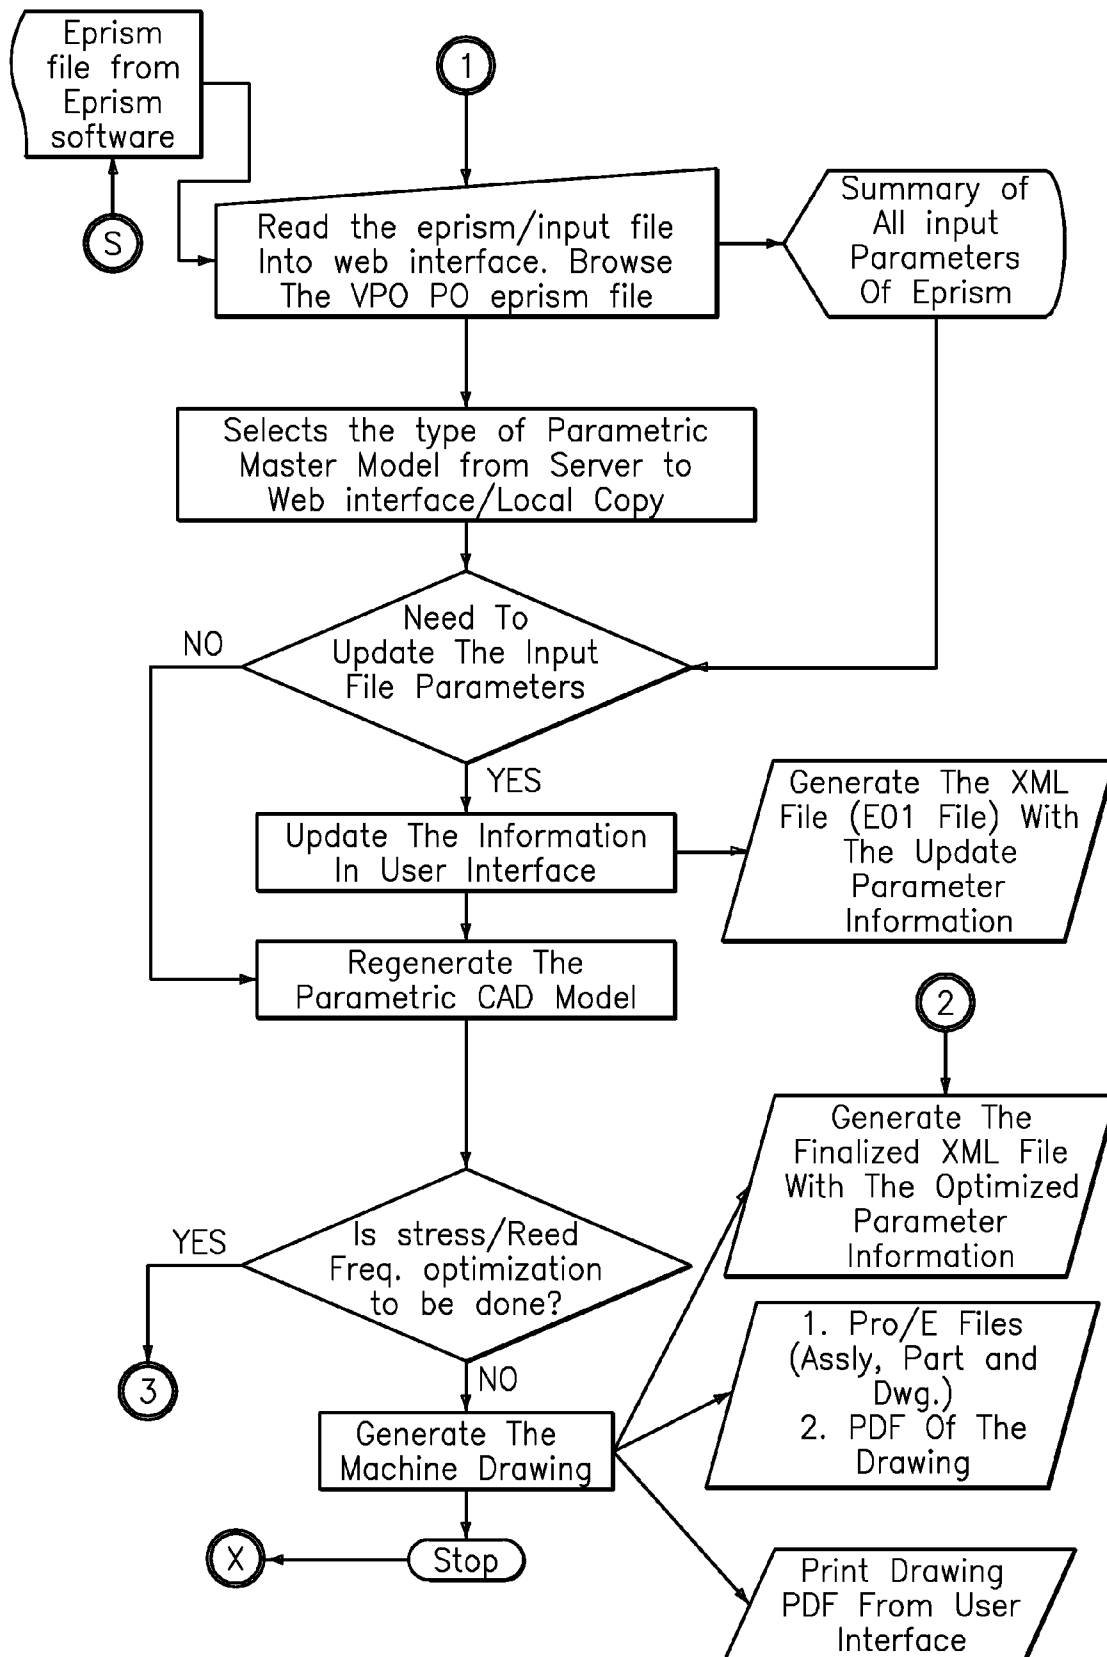 Eprism
file from
Eprism
software
1
S
Read the eprism/input file
Into web interface. Browse
The VPO PO eprism file
Summary of
All input
Parameters
Of Eprism
Selects the type of Parametric
Master Model from Server to
Web interface/Local Copy
Need To
Update The Input
File Parameters
NO
YES
Update The Information
In User Interface
Generate The XML
File (E01 File) With
The Update
Parameter
Information
Regenerate The
Parametric CAD Model
2
Generate The
Finalized XML File
With The Optimized
Parameter
Information
Is stress/Reed
Freq. optimization
to be done?
YES
3
NO
1. Pro/E Files
(Assly, Part and
Dwg.)
2. PDF Of The
Drawing
Generate The
Machine Drawing
Stop
X
Print Drawing
PDF From User
Interface